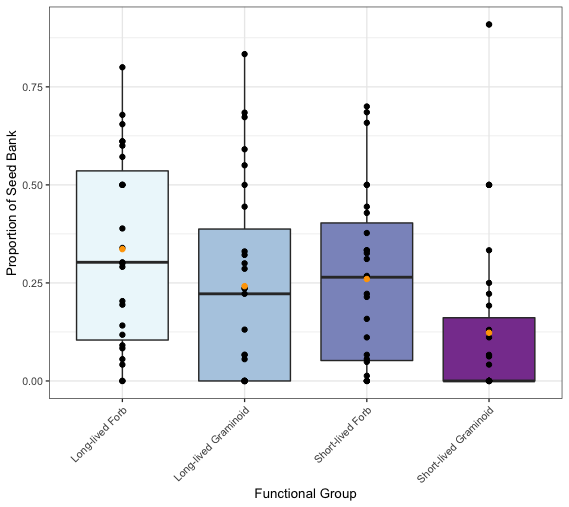 Proportion of Seed Bank
0.75
0.50
0.25
0.00
Long-lived Forb
Long-lived Graminoid
Short-lived Forb
Short-lived Graminoid
Functional Group